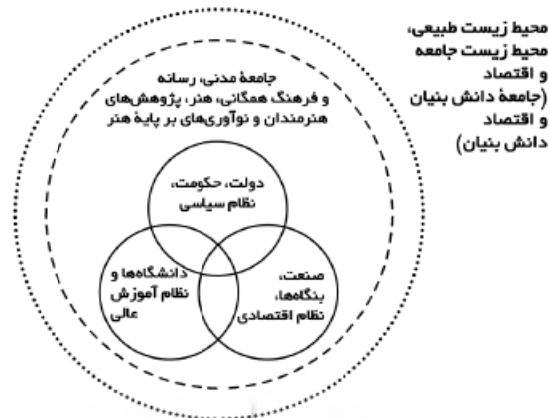 محیط زیست طبیعی،
محیط زیست جامعه
و اقتصاد
(جامعهٔ دانش بنیان
و اقتصاد
دانش بنیان)
جامعهٔ مدنی، رسانه
و فرهنگ همگانی، هنر، پژوهش‌های
هنرمندان و نوآوری‌های بر پایهٔ هنر
دولت، حکومت،
نظام سیاسی
صنعت،
بنگاه‌ها،
نظام اقتصادی
دانشگاه‌ها و
نظام آموزش
عالی